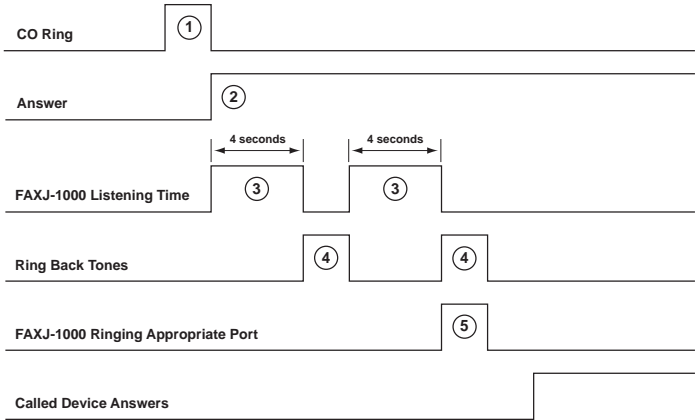 CO Ring
1
Answer
2
4 seconds 4 seconds
FAXJ-1000 Listening Time
3 3
Ring Back Tones
4 4
FAXJ-1000 Ringing Appropriate Port
5
Called Device Answers